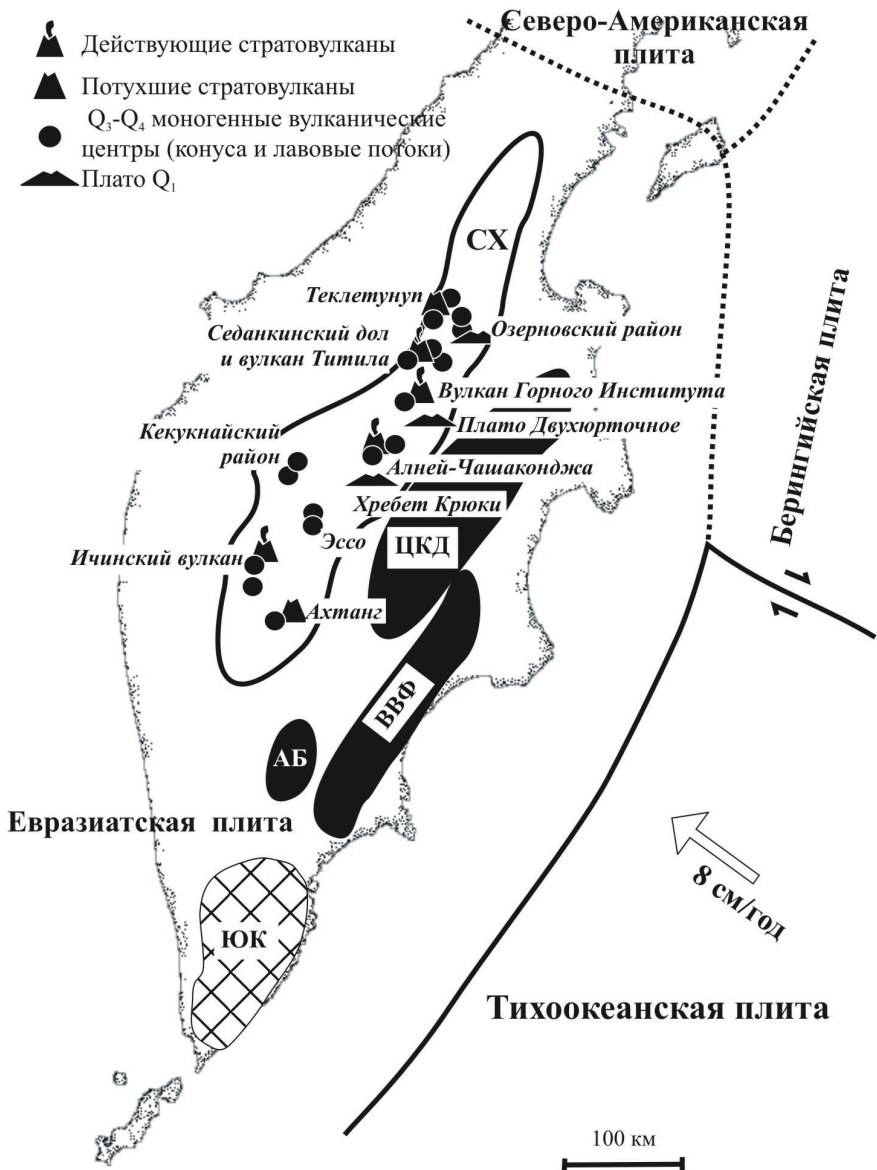 Северо-Американская
плита
Действующие стратовулканы
Потухшие стратовулканы
Q₃-Q₄ моногенные вулканические
центры (конуса и лавовые потоки)
Плато Q₁
СХ
Теклетунуп
Озерновский район
Седанкинский дол
и вулкан Титила
Вулкан Горного Института
Плато Двухюрточное
Кекукнайский
район
Алней-Чашаконджа
Хребет Крюки
Эссо
ЦКД
Ичинский вулкан
Ахтанг
Берингийская плита
ВВФ
АБ
Евразиатская плита
8 см/год
ЮК
Тихоокеанская плита
100 км